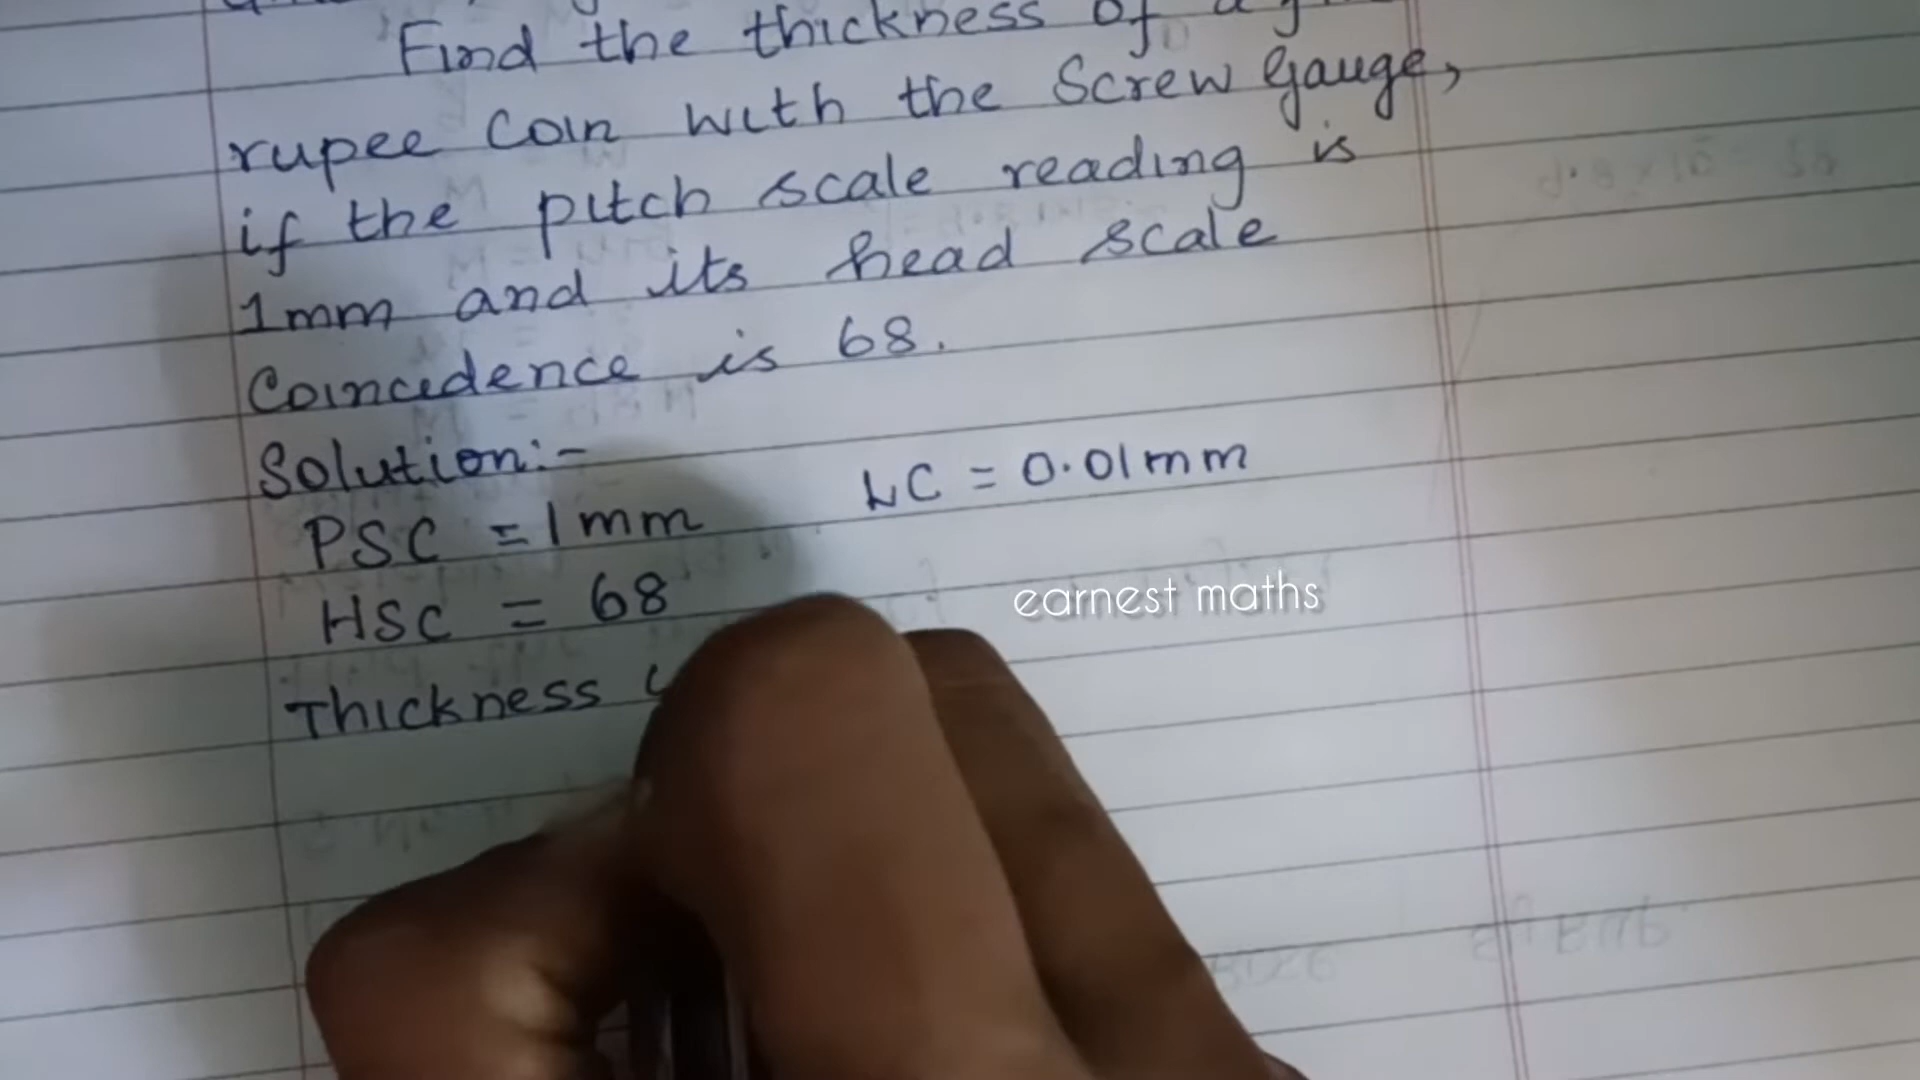 Find the thickness of a
rupee coin with the Screw Gauge,
if the pitch scale reading is
1mm and its head scale
Coincidence is 68.
Solution:-
PSC = 1mm LC = 0.01mm
HSC = 68
earnest maths
Thickness